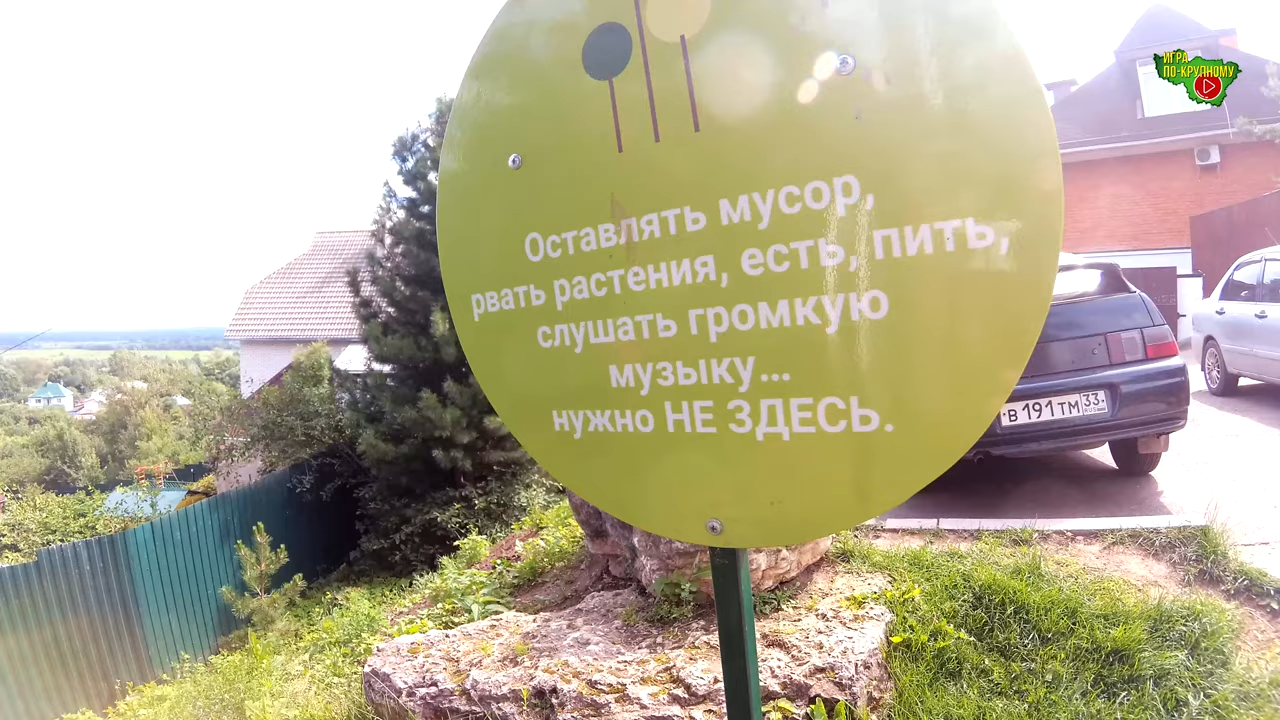 ИГРА
ПО-КРУПНОМУ
Оставлять мусор,
рвать растения, есть, пить,
слушать громкую
музыку...
нужно НЕ ЗДЕСЬ.
В 191 ТМ 33
RUS